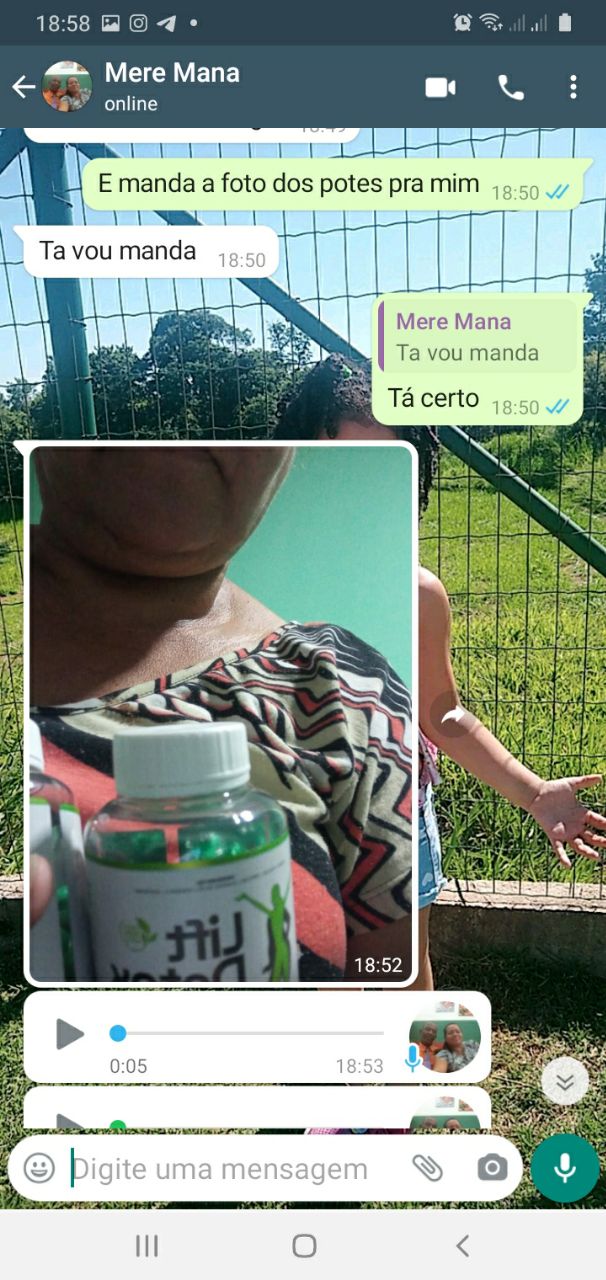 18:58
Mere Mana
online
E manda a foto dos potes pra mim 18:50
Ta vou manda 18:50
Mere Mana
Ta vou manda
Tá certo 18:50
Lift
Detox
18:52
0:05 18:53
Digite uma mensagem